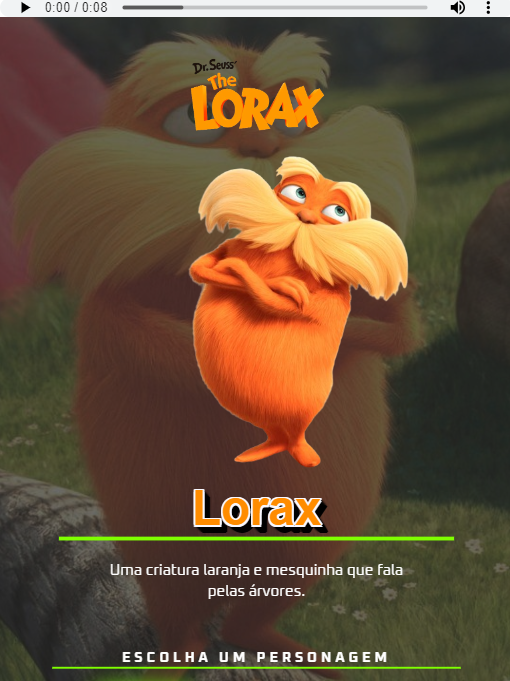 0:00 / 0:08
Dr. Seuss'
The
LORAX
Lorax
Uma criatura laranja e mesquinha que fala
pelas árvores.
ESCOLHA UM PERSONAGEM